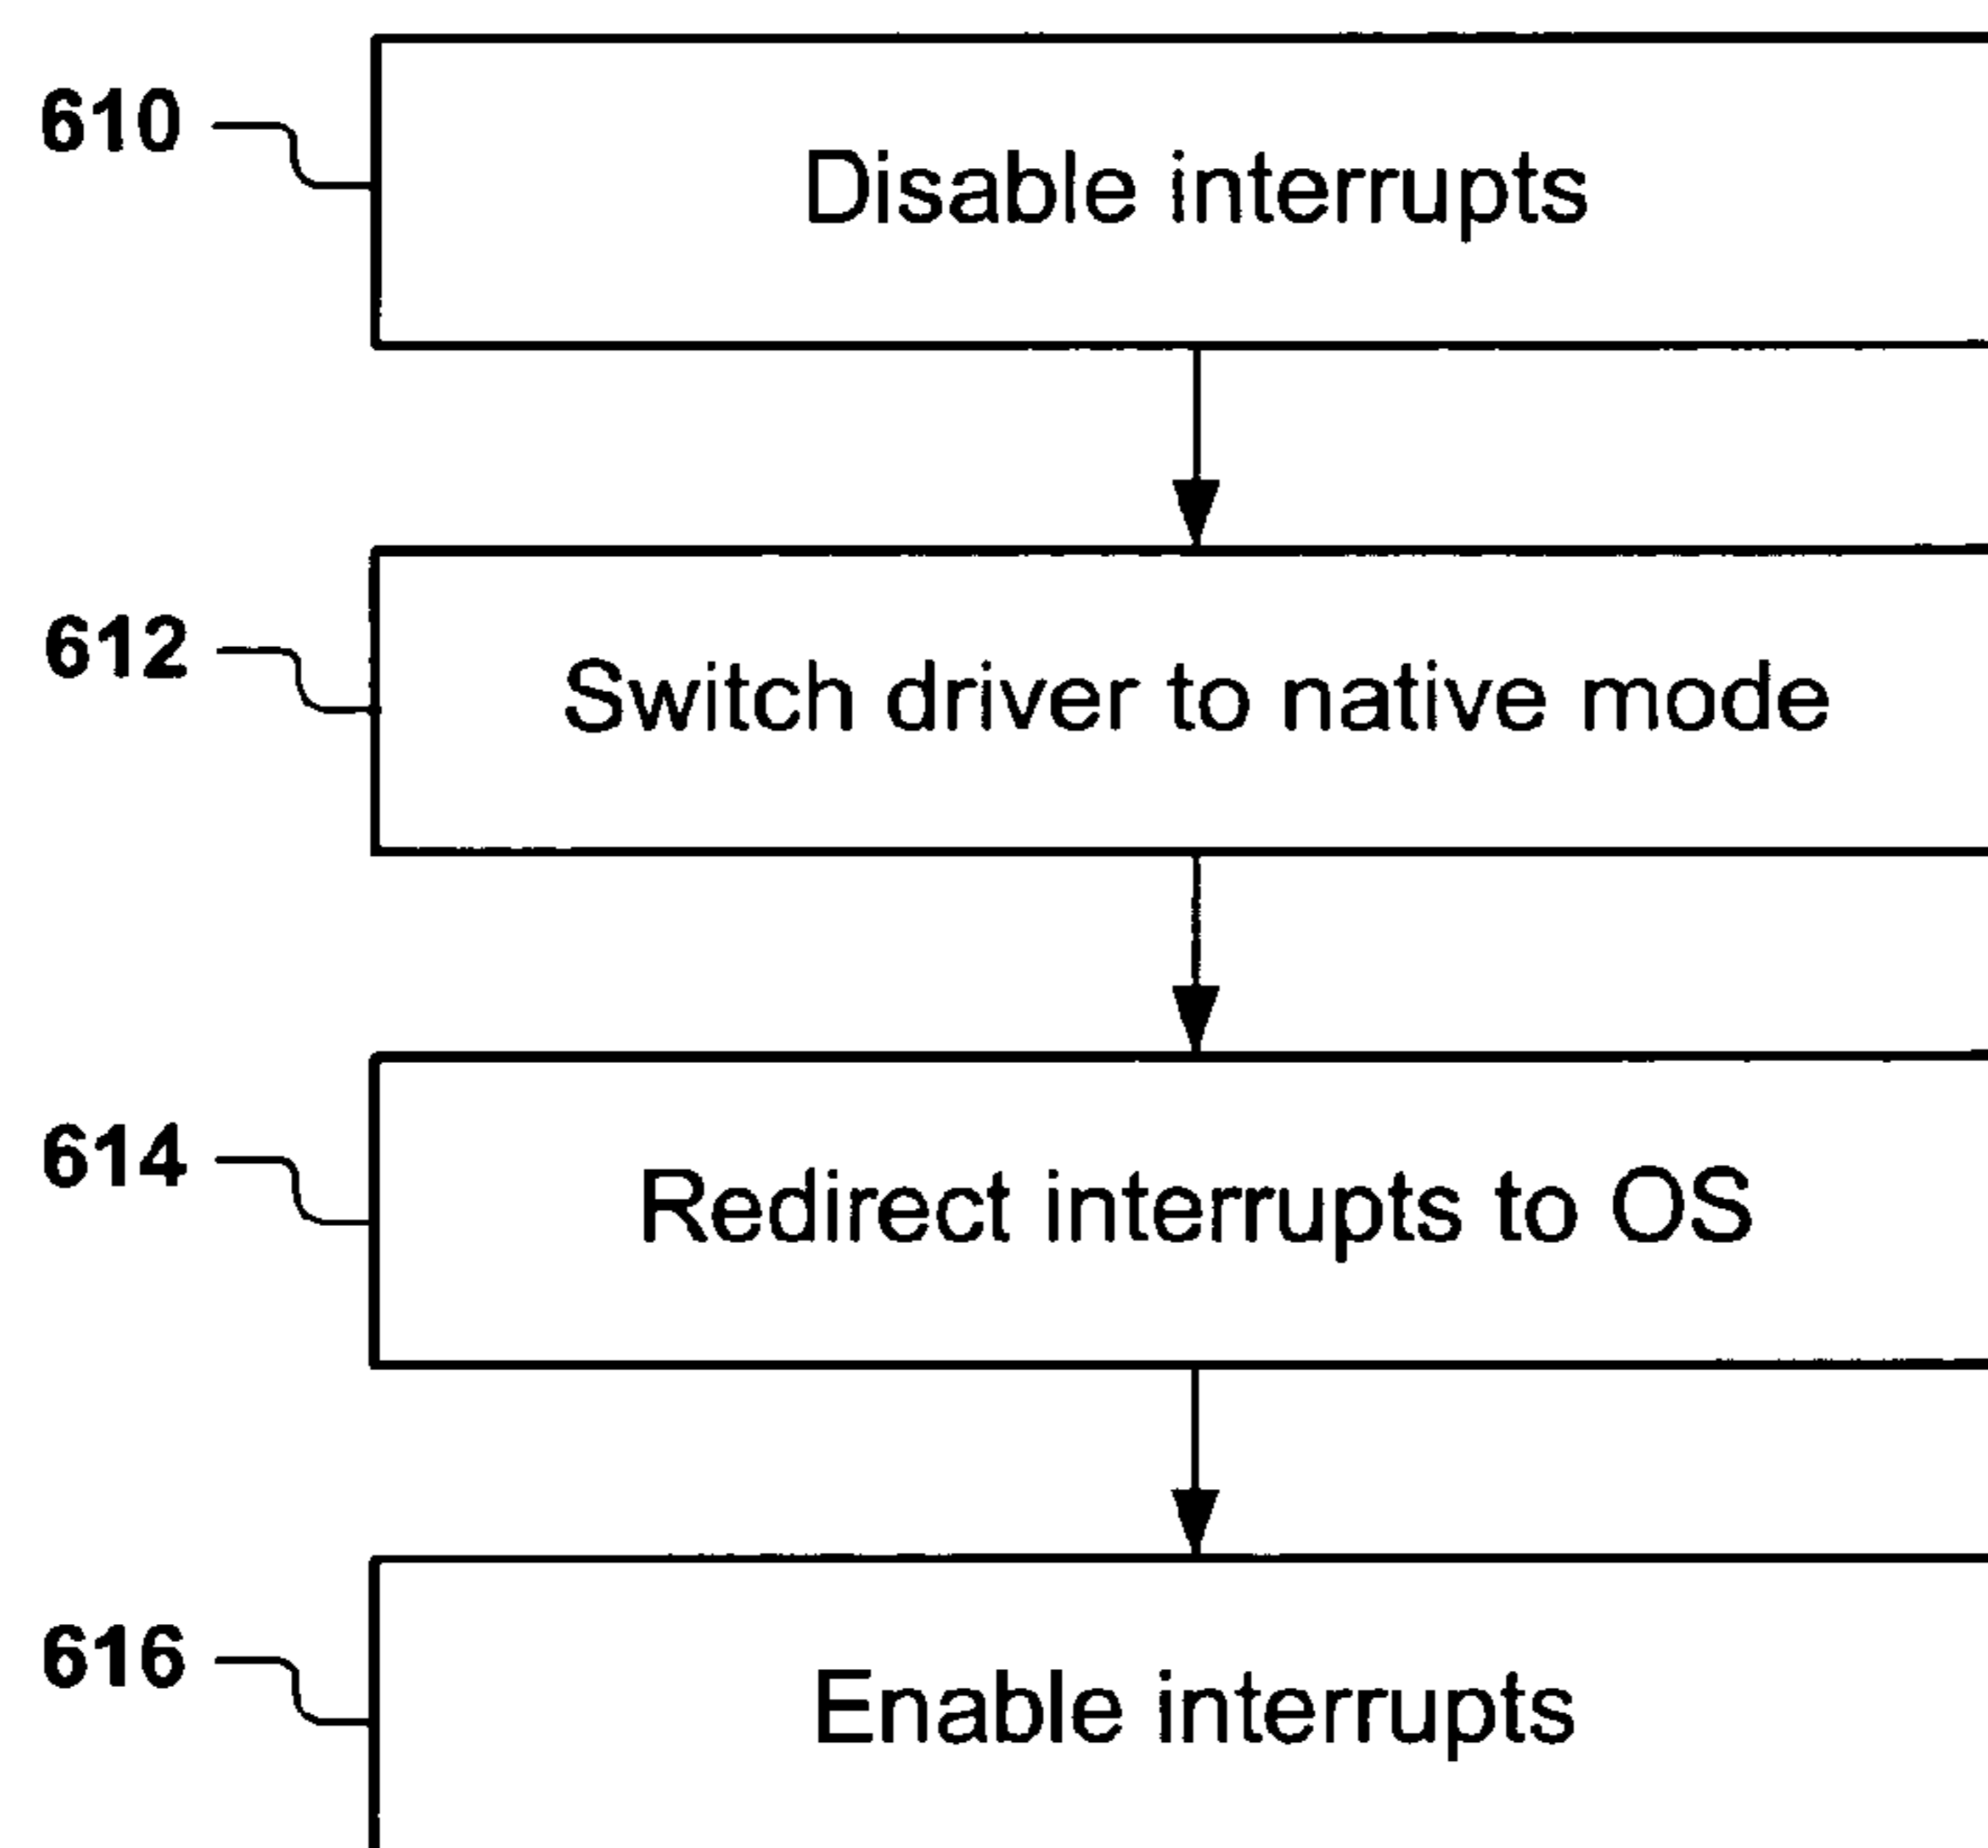 610
Disable interrupts
612
Switch driver to native mode
614
Redirect interrupts to OS
616
Enable interrupts